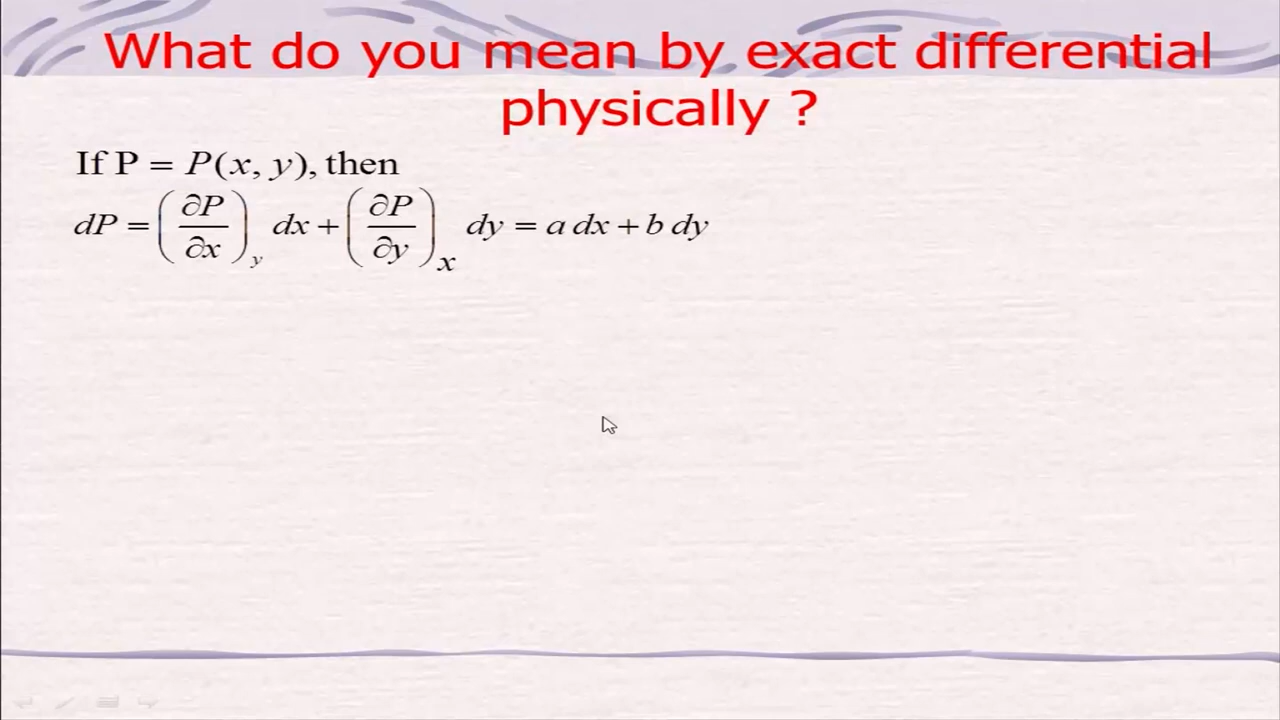 What do you mean by exact differential
physically ?
If P = P(x, y), then
dP = (∂P/∂x)_y dx + (∂P/∂y)_x dy = a dx + b dy